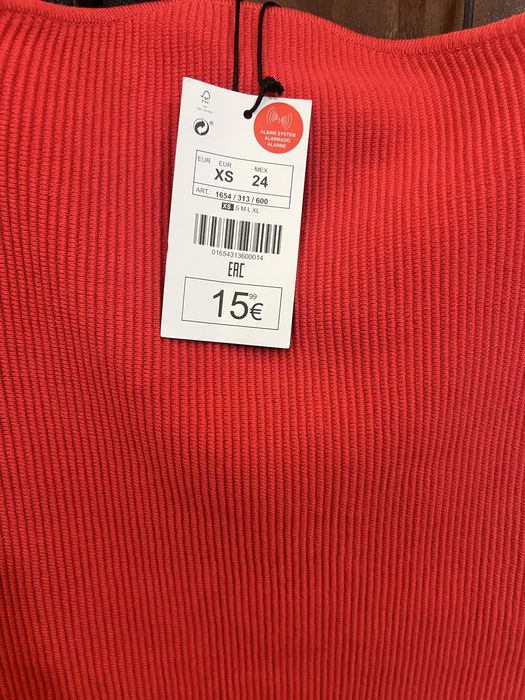 FSC
ALARM SYSTEM
ALARMADO
ALARME
EUR EUR MEX
XS 24
ART. 1654 / 313 / 600
XS S M L XL
01654313600014
EAC
15,99€